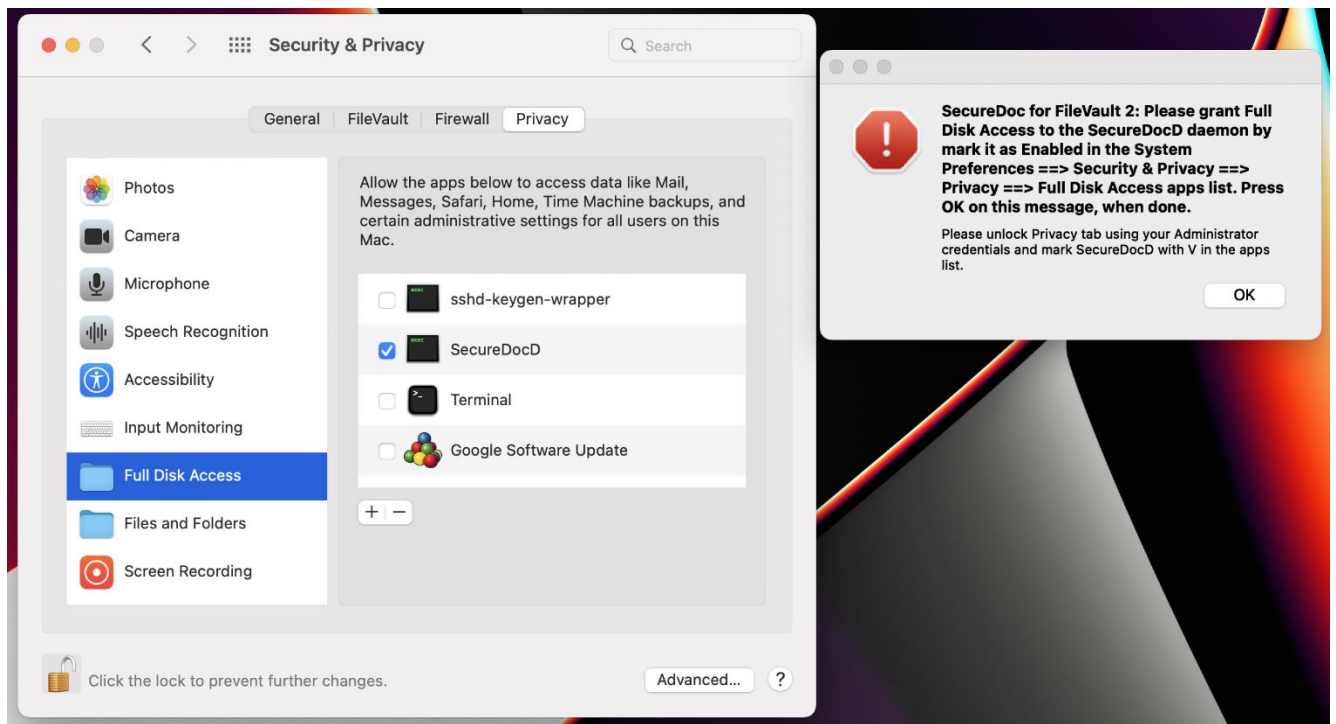 Security & Privacy
Search
General
FileVault
Firewall
Privacy
Photos
Camera
Microphone
Speech Recognition
Accessibility
Input Monitoring
Full Disk Access
Files and Folders
Screen Recording
Allow the apps below to access data like Mail,
Messages, Safari, Home, Time Machine backups, and
certain administrative settings for all users on this
Mac.
exec
sshd-keygen-wrapper
exec
SecureDocD
>_
Terminal
Google Software Update
+ −
Click the lock to prevent further changes.
Advanced...
?
!
SecureDoc for FileVault 2: Please grant Full
Disk Access to the SecureDocD daemon by
mark it as Enabled in the System
Preferences ==> Security & Privacy ==>
Privacy ==> Full Disk Access apps list. Press
OK on this message, when done.
Please unlock Privacy tab using your Administrator
credentials and mark SecureDocD with V in the apps
list.
OK